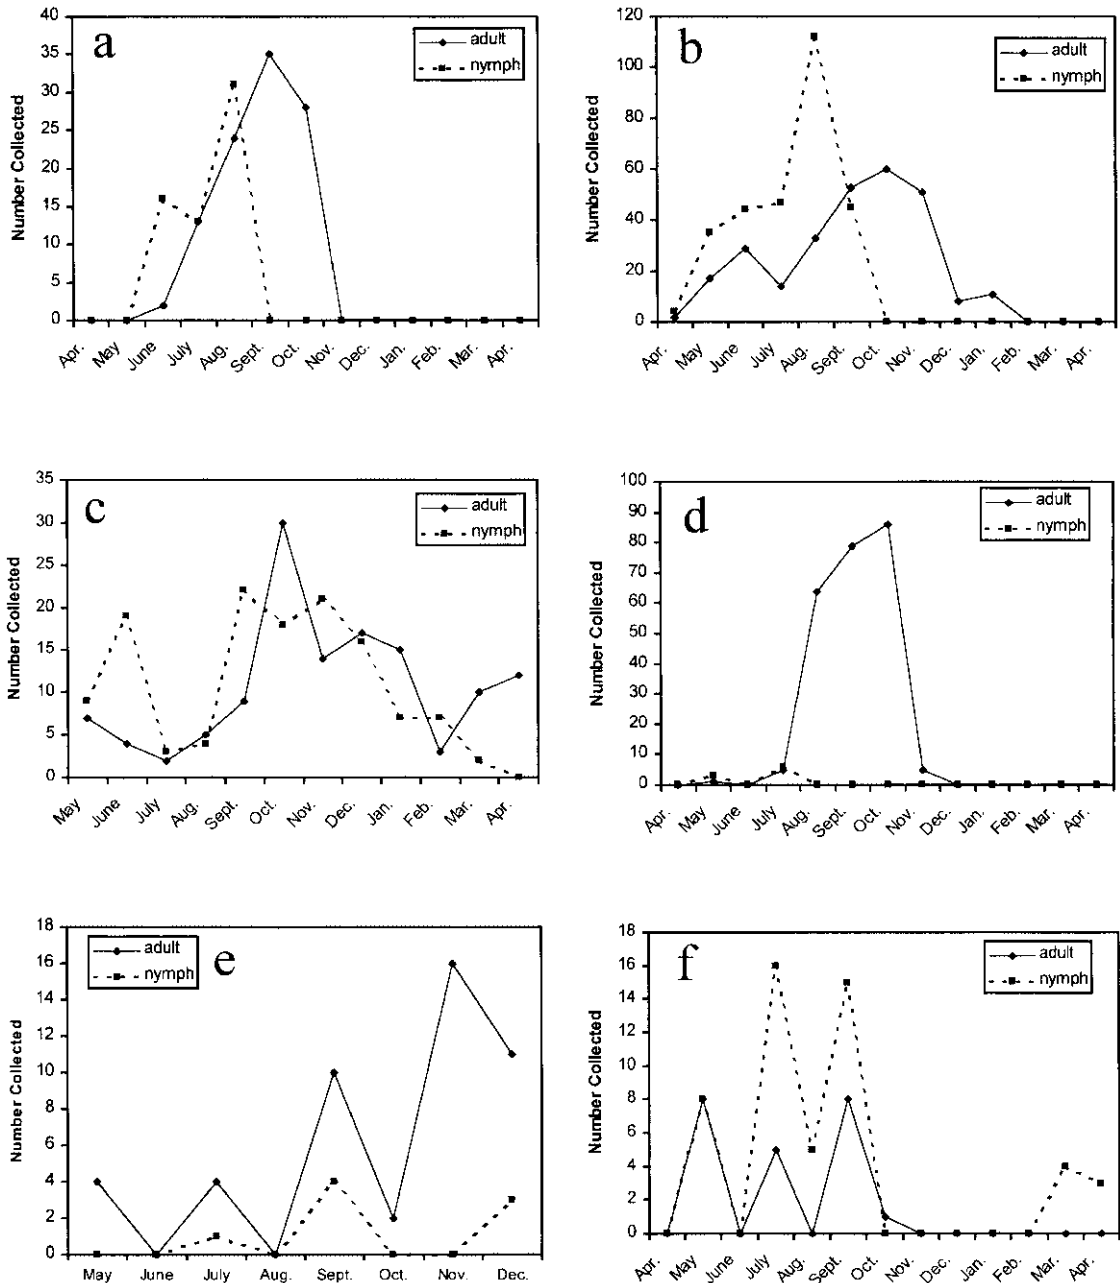 a
adult
nymph
Number Collected
40
35
30
25
20
15
10
5
0
Apr. May June July Aug. Sept. Oct. Nov. Dec. Jan. Feb. Mar. Apr.
b
adult
nymph
Number Collected
120
100
80
60
40
20
0
Apr. May June July Aug. Sept. Oct. Nov. Dec. Jan. Feb. Mar. Apr.
c
adult
nymph
Number Collected
35
30
25
20
15
10
5
0
May June July Aug. Sept. Oct. Nov. Dec. Jan. Feb. Mar. Apr.
d
adult
nymph
Number Collected
100
90
80
70
60
50
40
30
20
10
0
Apr. May June July Aug. Sept. Oct. Nov. Dec. Jan. Feb. Mar. Apr.
e
adult
nymph
Number Collected
18
16
14
12
10
8
6
4
2
0
May June July Aug. Sept. Oct. Nov. Dec.
f
adult
nymph
Number Collected
18
16
14
12
10
8
6
4
2
0
Apr. May June July Aug. Sept. Oct. Nov. Dec. Jan. Feb. Mar. Apr.